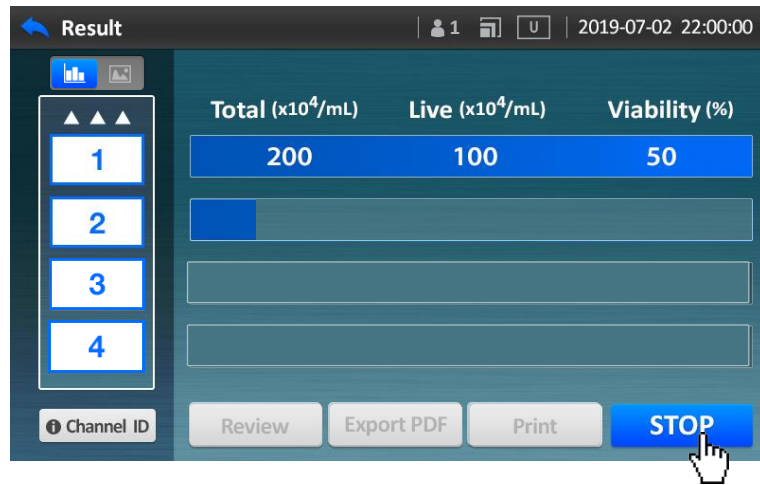 Result 1 U 2019-07-02 22:00:00
Total (x10⁴/mL) Live (x10⁴/mL) Viability (%)
1 200 100 50
2
3
4
Channel ID Review Export PDF Print STOP